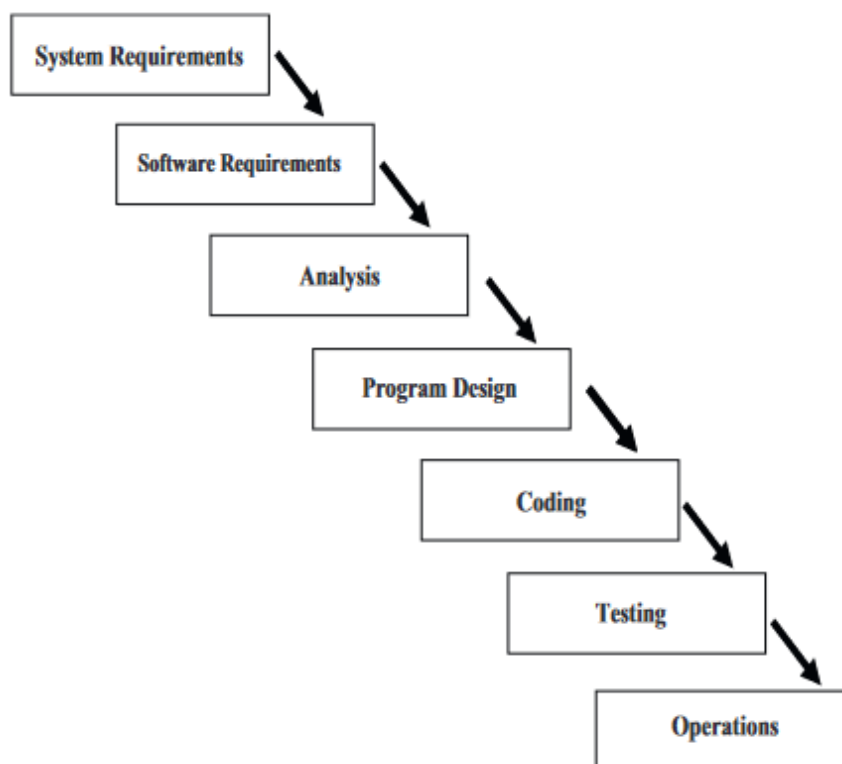 System Requirements
Software Requirements
Analysis
Program Design
Coding
Testing
Operations